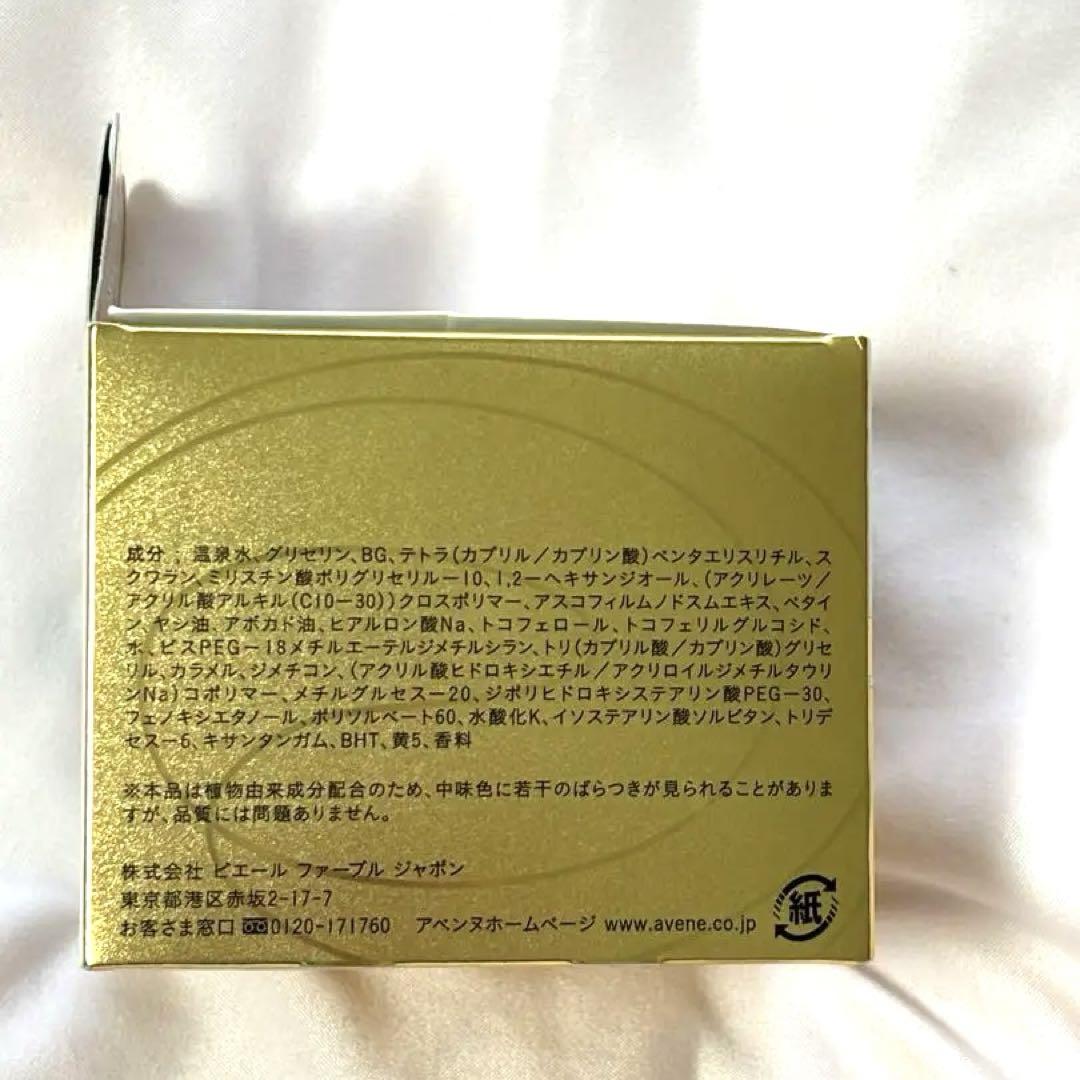 成分：温泉水、グリセリン、BG、テトラ(カプリル／カプリン酸)ペンタエリスリチル、ス
クワラン、ミリスチン酸ポリグリセリルー10、1,2ーヘキサンジオール、(アクリレーツ／
アクリル酸アルキル(C10ー30))クロスポリマー、アスコフィルムノドスムエキス、ベタイ
ン、ヤシ油、アボカド油、ヒアルロン酸Na、トコフェロール、トコフェリルグルコシド、
水、ビスPEGー18メチルエーテルジメチルシラン、トリ(カプリル酸／カプリン酸)グリセ
リル、カラメル、ジメチコン、(アクリル酸ヒドロキシエチル／アクリロイルジメチルタウリ
ンNa)コポリマー、メチルグルセスー20、ジポリヒドロキシステアリン酸PEGー30、
フェノキシエタノール、ポリソルベート60、水酸化K、イソステアリン酸ソルビタン、トリデ
セスー6、キサンタンガム、BHT、黄5、香料
※本品は植物由来成分配合のため、中味色に若干のばらつきが見られることがありま
すが、品質には問題ありません。
株式会社 ピエール ファーブル ジャポン
東京都港区赤坂2-17-7
お客さま窓口 0120-171760 アベンヌホームページ www.avene.co.jp
紙